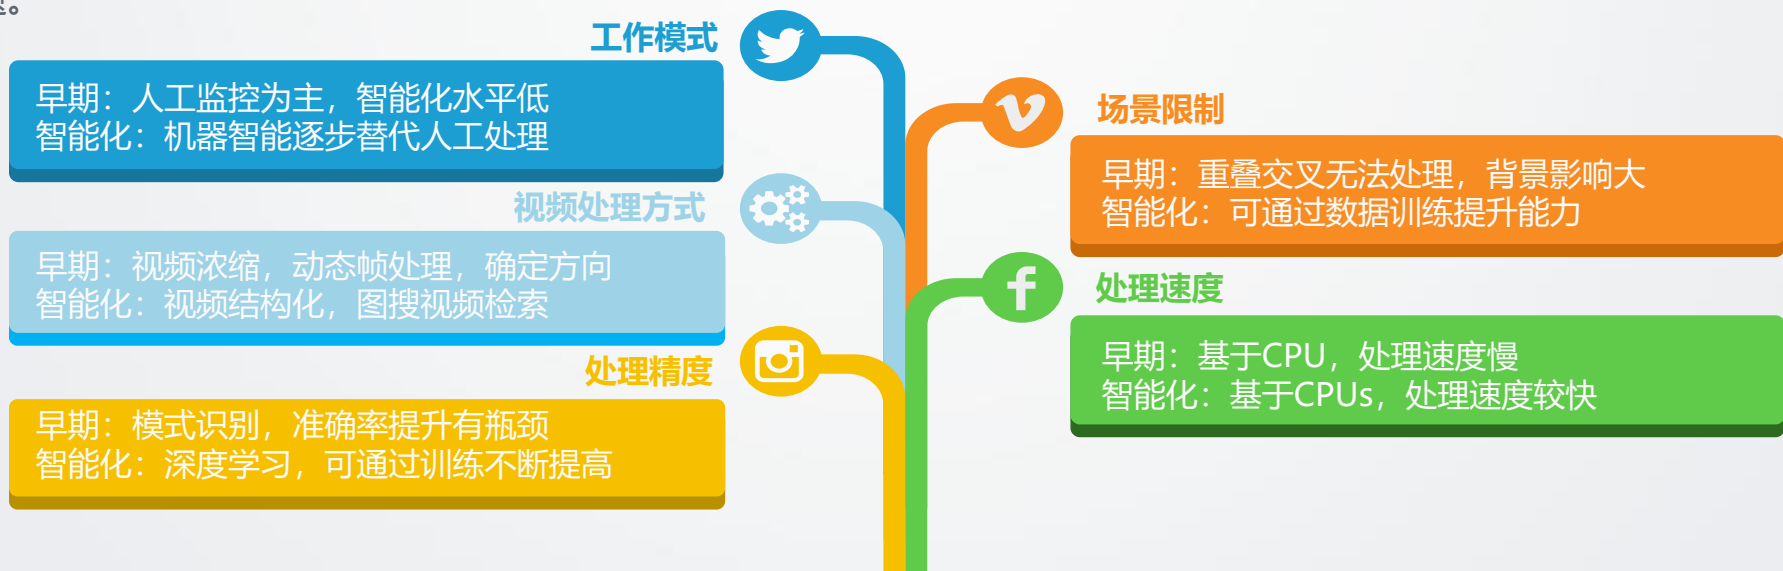 工作模式
早期：人工监控为主，智能化水平低
智能化：机器智能逐步替代人工处理
视频处理方式
早期：视频浓缩，动态帧处理，确定方向
智能化：视频结构化，图搜视频检索
处理精度
早期：模式识别，准确率提升有瓶颈
智能化：深度学习，可通过训练不断提高
场景限制
早期：重叠交叉无法处理，背景影响大
智能化：可通过数据训练提升能力
处理速度
早期：基于CPU，处理速度慢
智能化：基于CPUs，处理速度较快